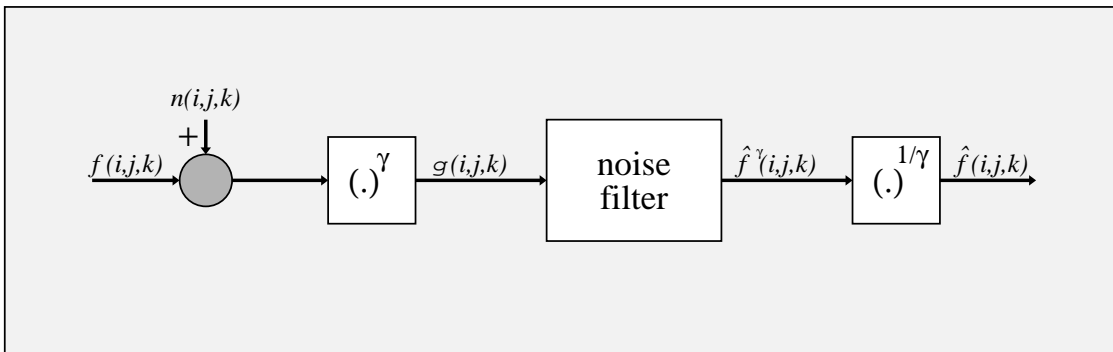 n(i,j,k)
+
f(i,j,k)
(.)^γ
g(i,j,k)
noise
filter
f̂^γ(i,j,k)
(.)^1/γ
f̂(i,j,k)